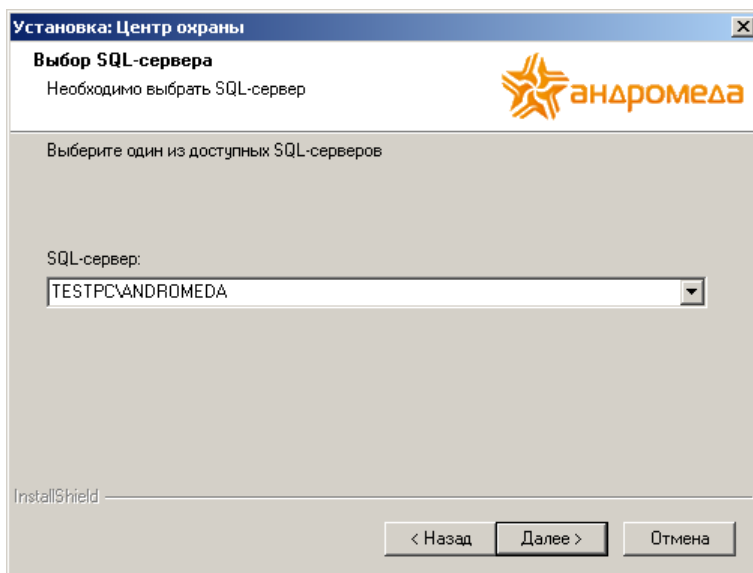 Установка: Центр охраны
Выбор SQL-сервера
Необходимо выбрать SQL-сервер
андромеда
Выберите один из доступных SQL-серверов
SQL-сервер:
TESTPC\ANDROMEDA
InstallShield
< Назад
Далее >
Отмена